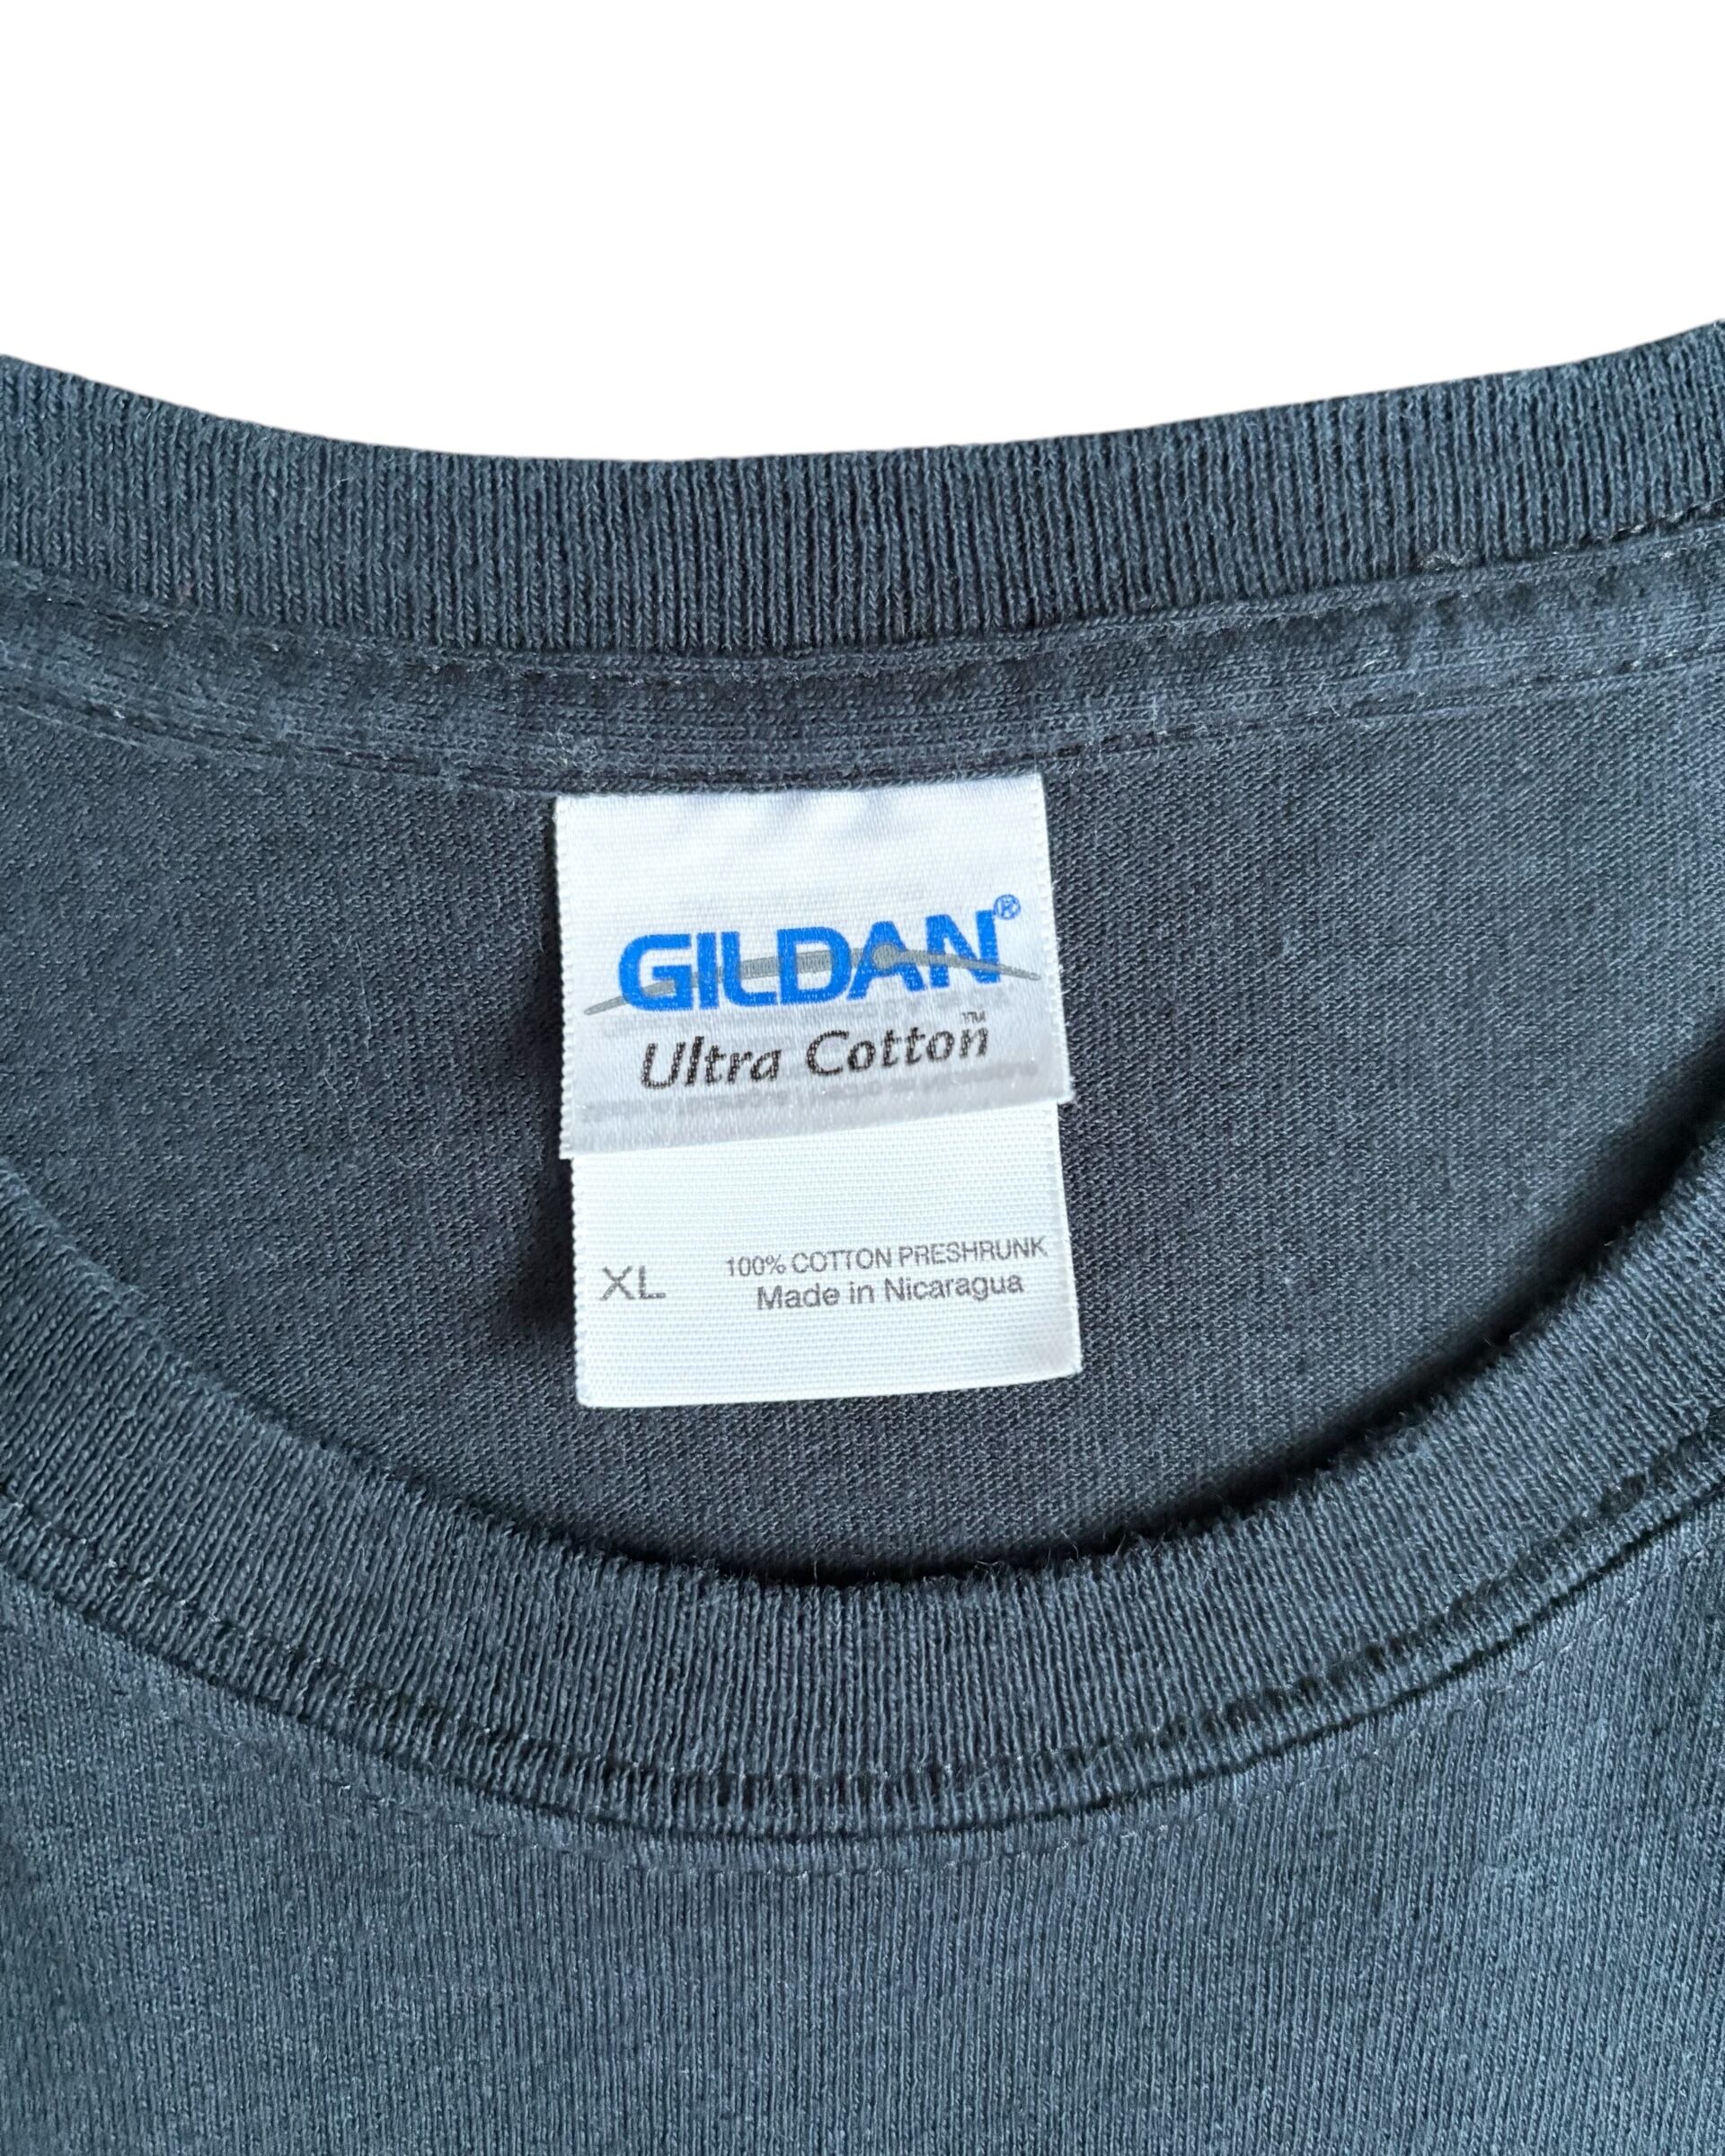 GILDAN®
Ultra Cotton™
XL 100% COTTON PRESHRUNK
Made in Nicaragua